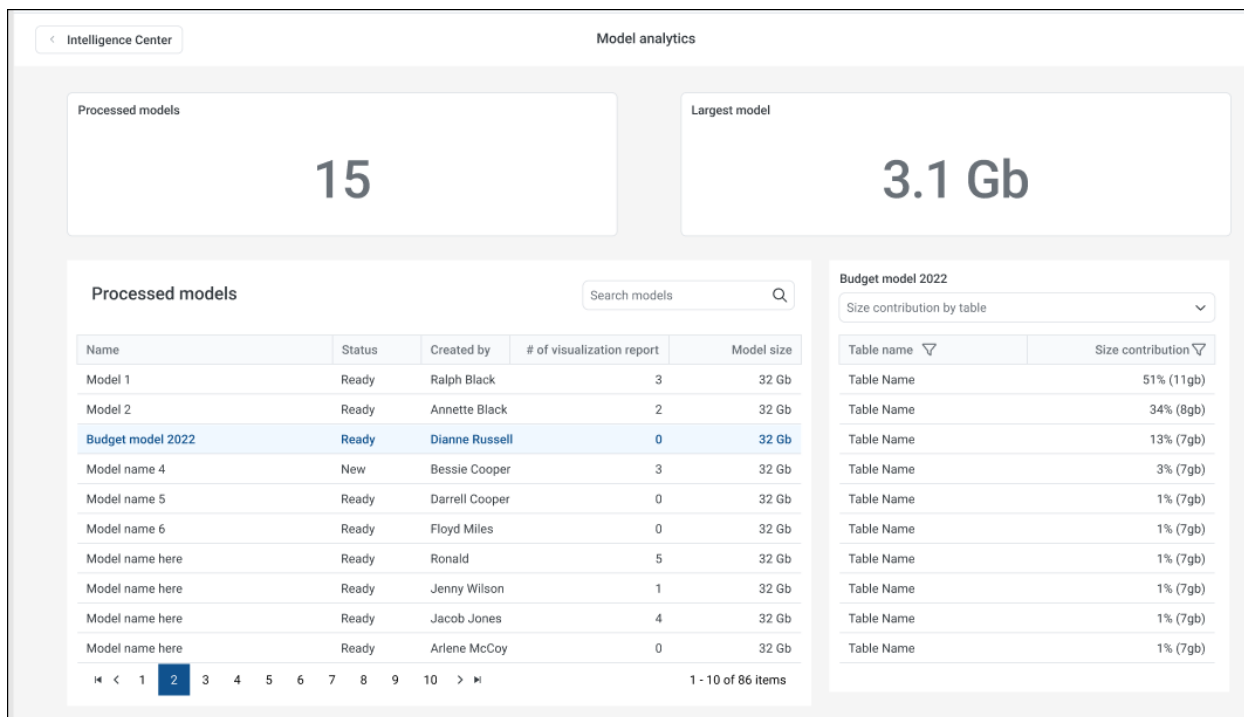 Intelligence Center
Model analytics
Processed models
15
Largest model
3.1 Gb
Processed models
Search models
Name Status Created by # of visualization report Model size
Model 1 Ready Ralph Black 3 32 Gb
Model 2 Ready Annette Black 2 32 Gb
Budget model 2022 Ready Dianne Russell 0 32 Gb
Model name 4 New Bessie Cooper 3 32 Gb
Model name 5 Ready Darrell Cooper 0 32 Gb
Model name 6 Ready Floyd Miles 0 32 Gb
Model name here Ready Ronald 5 32 Gb
Model name here Ready Jenny Wilson 1 32 Gb
Model name here Ready Jacob Jones 4 32 Gb
Model name here Ready Arlene McCoy 0 32 Gb
1 2 3 4 5 6 7 8 9 10 1 - 10 of 86 items
Budget model 2022
Size contribution by table
Table name Size contribution
Table Name 51% (11gb)
Table Name 34% (8gb)
Table Name 13% (7gb)
Table Name 3% (7gb)
Table Name 1% (7gb)
Table Name 1% (7gb)
Table Name 1% (7gb)
Table Name 1% (7gb)
Table Name 1% (7gb)
Table Name 1% (7gb)